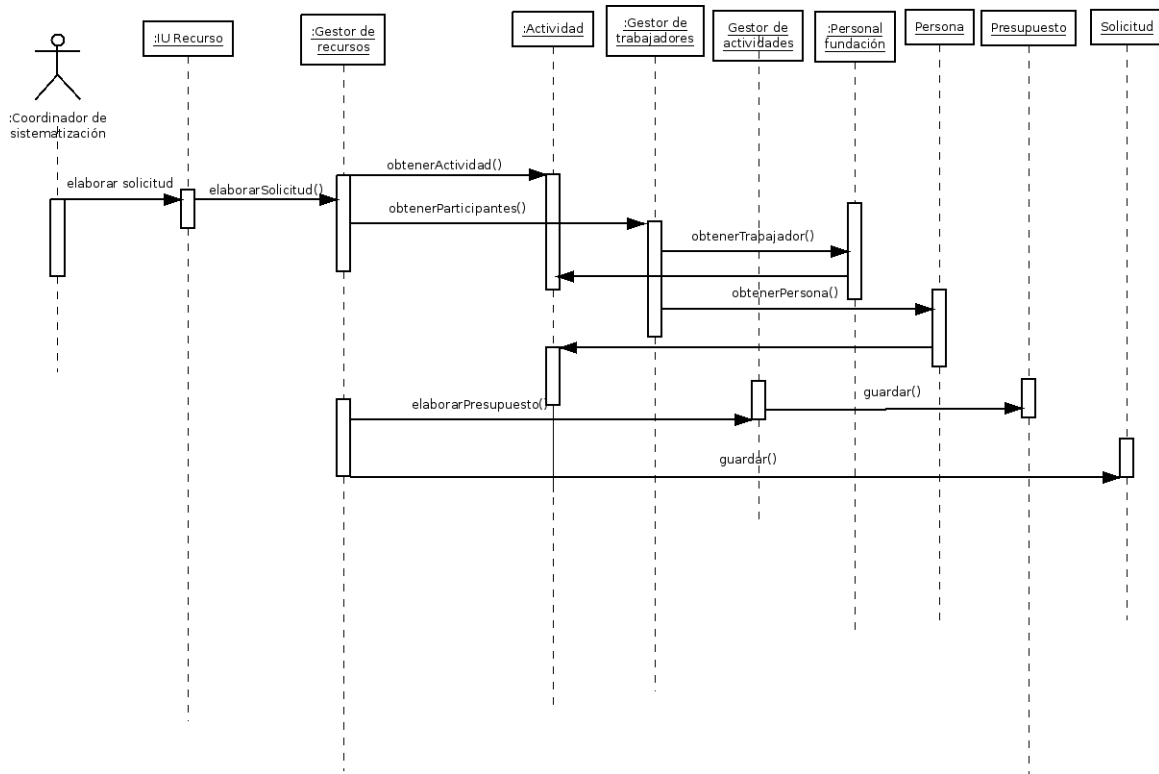 :IU Recurso
:Gestor de
recursos
:Actividad
:Gestor de
trabajadores
Gestor de
actividades
:Personal
fundación
Persona
Presupuesto
Solicitud
:Coordinador de
sistematización
elaborar solicitud
elaborarSolicitud()
obtenerActividad()
obtenerParticipantes()
obtenerTrabajador()
obtenerPersona()
elaborarPresupuesto()
guardar()
guardar()